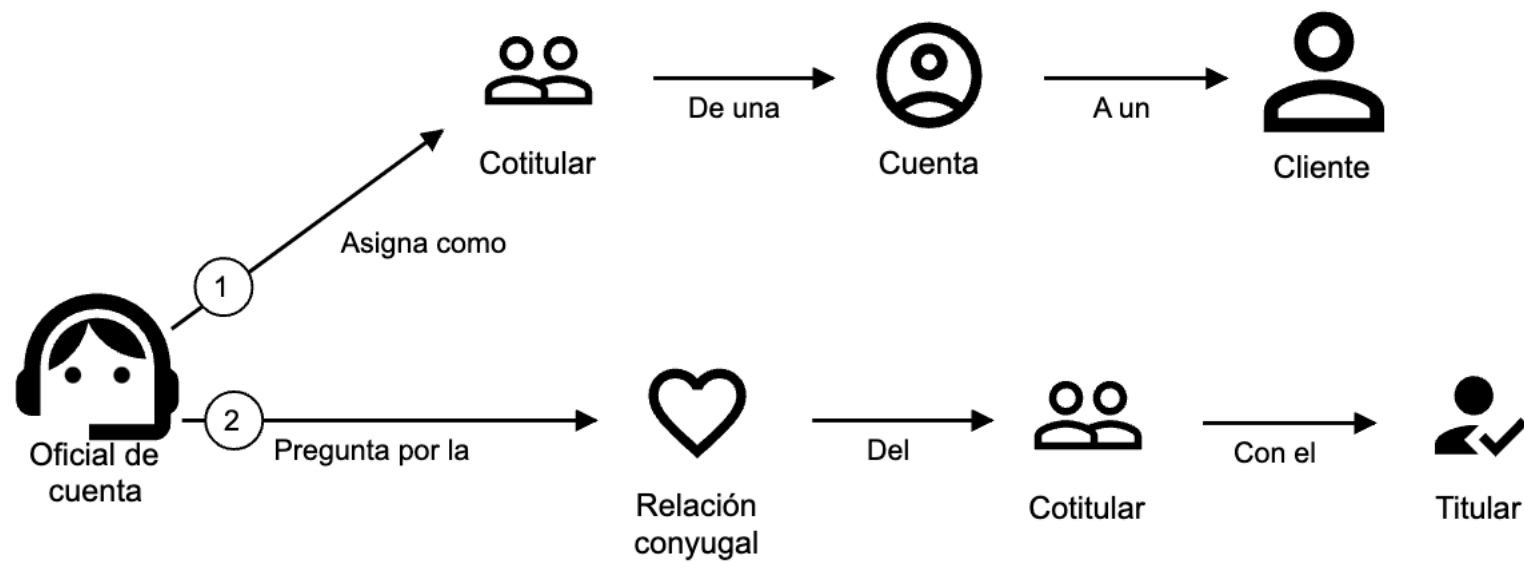 De una
A un
Cotitular
Cuenta
Cliente
Asigna como
1
2
Pregunta por la
Del
Con el
Oficial de
cuenta
Relación
conyugal
Cotitular
Titular